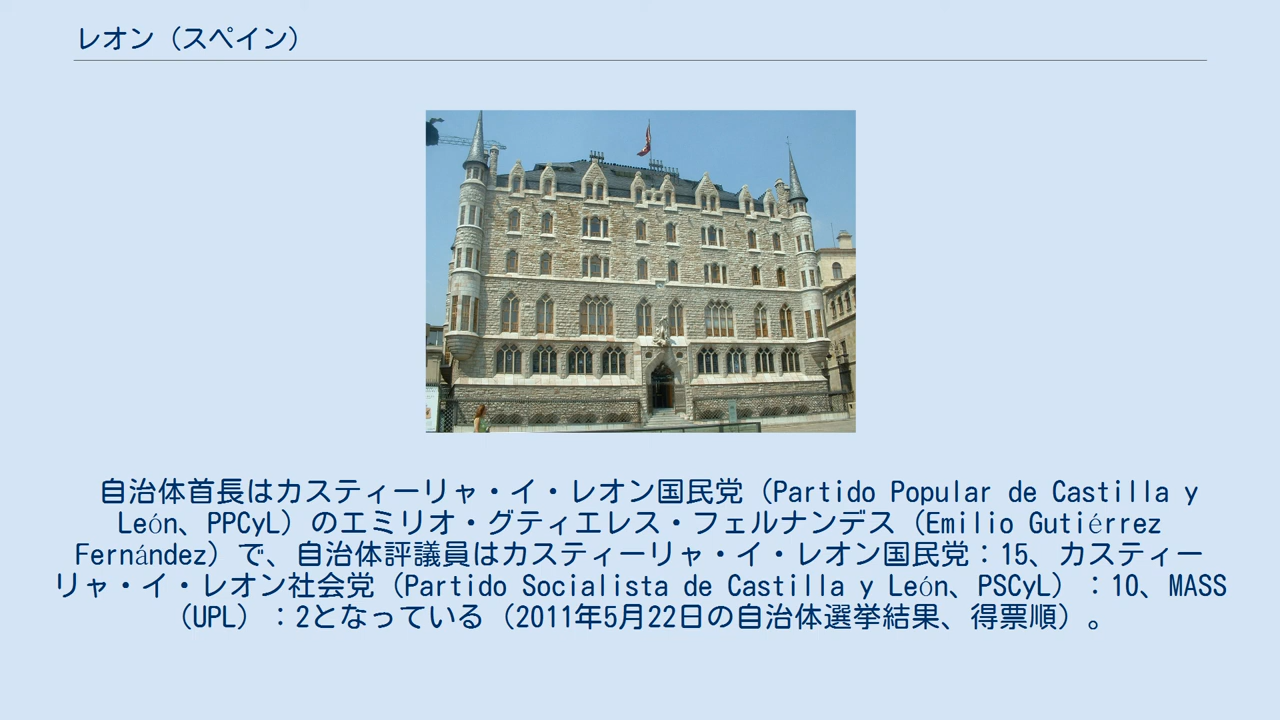 レオン（スペイン）
自治体首長はカスティーリャ・イ・レオン国民党（Partido Popular de Castilla y
León、PPCyL）のエミリオ・グティエレス・フェルナンデス（Emilio Gutiérrez
Fernández）で、自治体評議員はカスティーリャ・イ・レオン国民党：15、カスティー
リャ・イ・レオン社会党（Partido Socialista de Castilla y León、PSCyL）：10、MASS
（UPL）：2となっている（2011年5月22日の自治体選挙結果、得票順）。